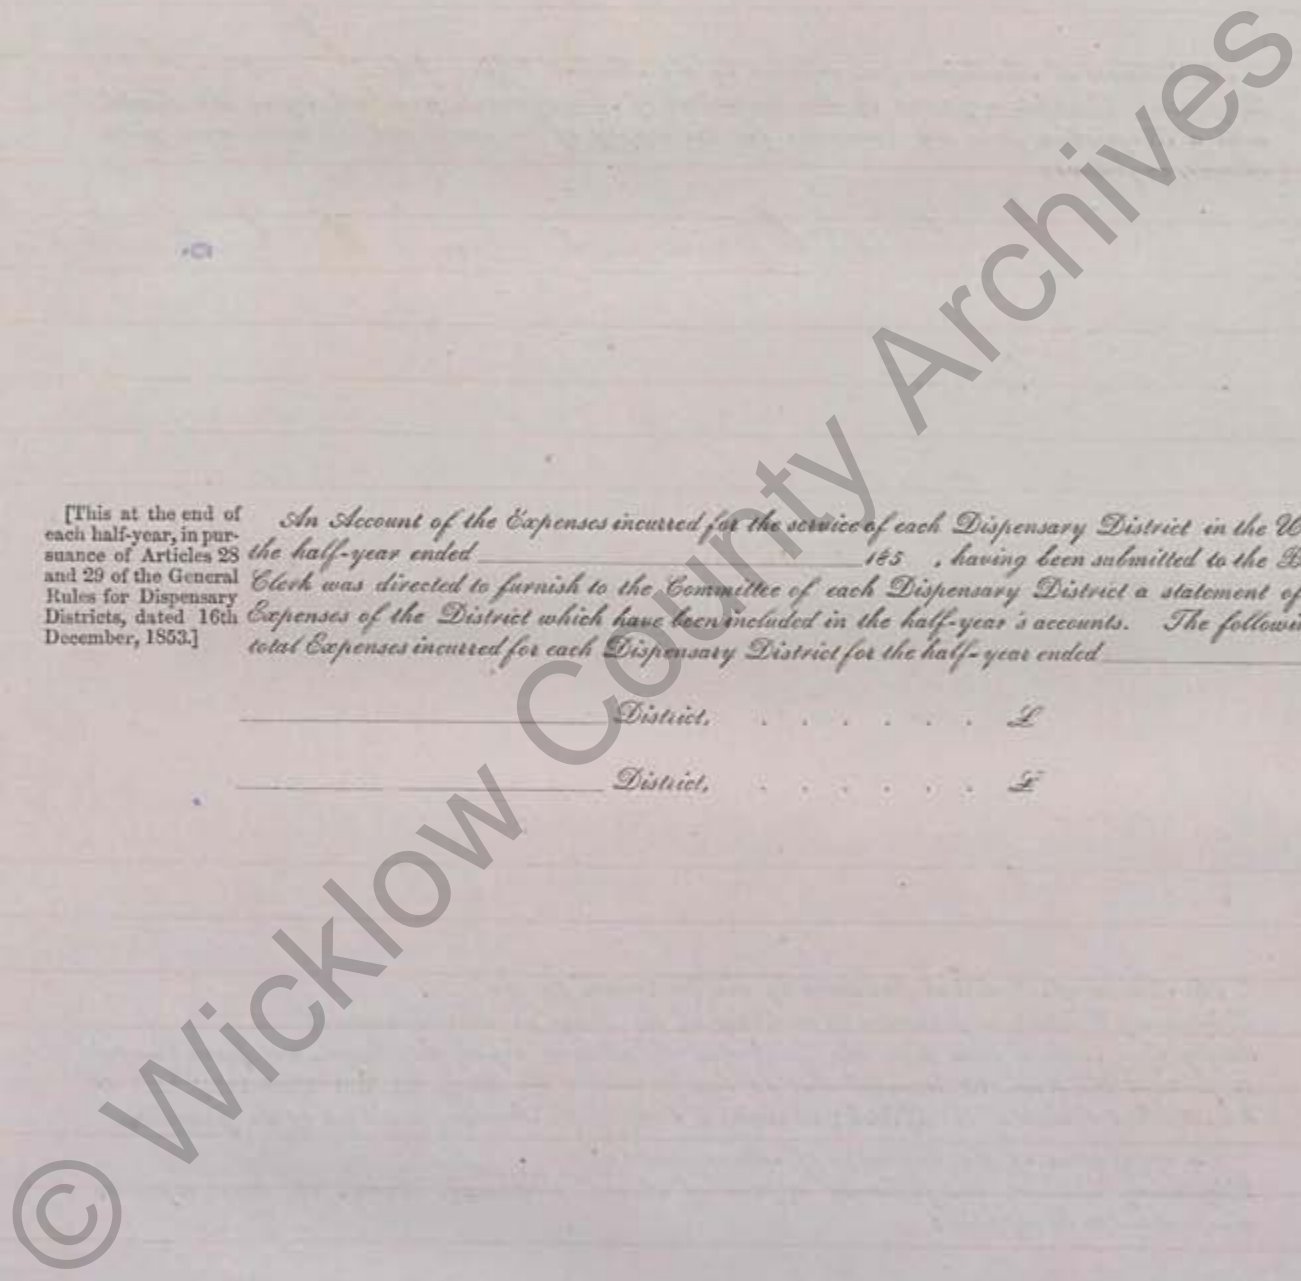 [This at the end of
each half-year, in pur-
suance of Articles 28
and 29 of the General
Rules for Dispensary
Districts, dated 16th
December, 1853.]
An Account of the Expenses incurred for the service of each Dispensary District in the U
the half-year ended 185 , having been submitted to the B
Clerk was directed to furnish to the Committee of each Dispensary District a statement of
Expenses of the District which have been included in the half-year's accounts. The followi
total Expenses incurred for each Dispensary District for the half-year ended
District, . . . . . . £
District, . . . . . . £
© Wicklow County Archives